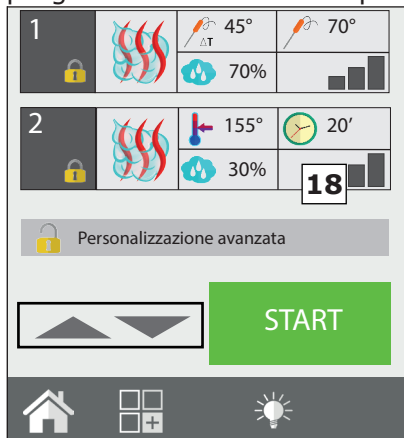 1 45° 70°
ΔT
70%
2 155° 20’
30%
18
Personalizzazione avanzata
START